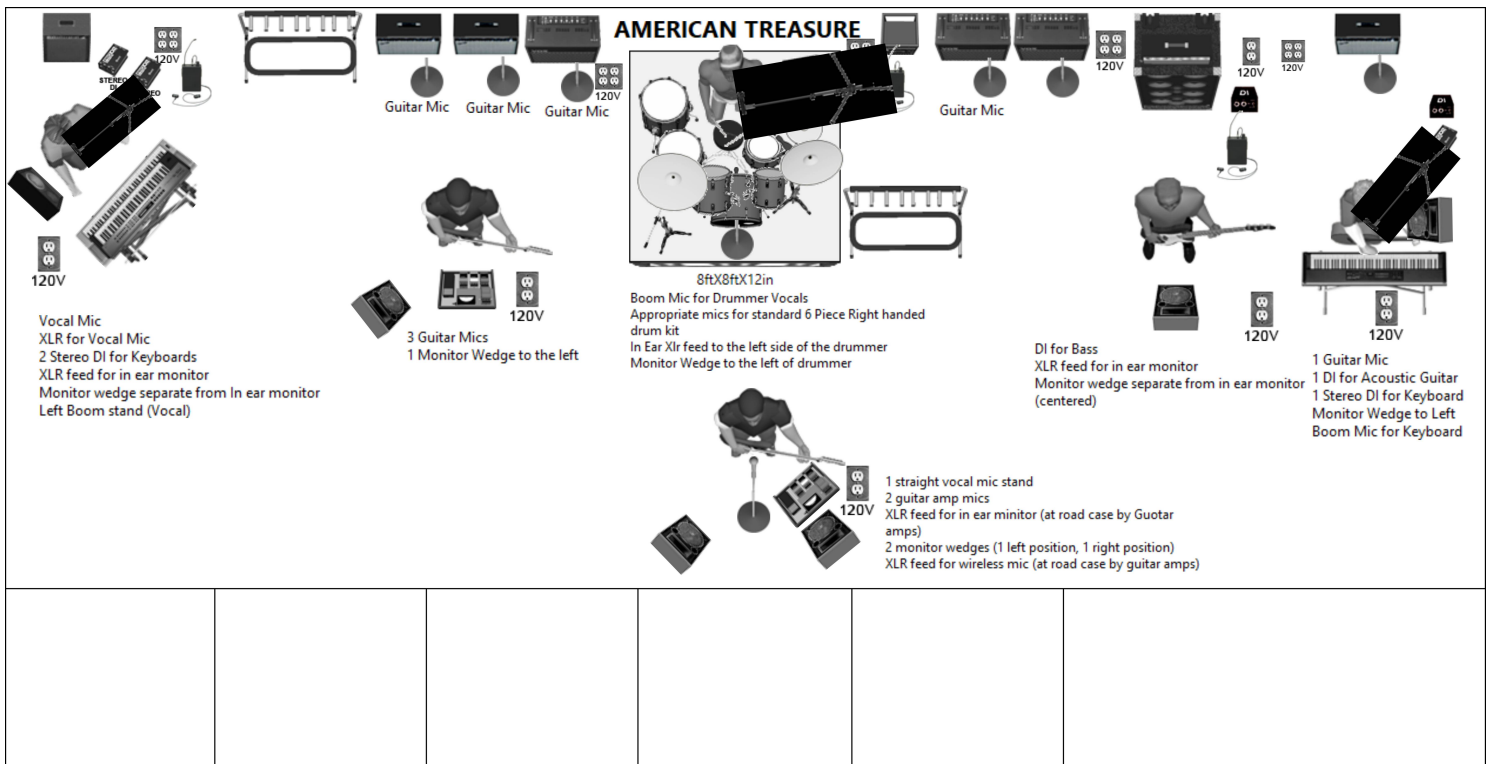 AMERICAN TREASURE
120V
STEREO
DI
120V
Guitar Mic
Guitar Mic
Guitar Mic
120V
Guitar Mic
120V
120V
120V
DI
DI
120V
Vocal Mic
XLR for Vocal Mic
2 Stereo DI for Keyboards
XLR feed for in ear monitor
Monitor wedge separate from In ear monitor
Left Boom stand (Vocal)
120V
3 Guitar Mics
1 Monitor Wedge to the left
8ftX8ftX12in
Boom Mic for Drummer Vocals
Appropriate mics for standard 6 Piece Right handed
drum kit
In Ear Xlr feed to the left side of the drummer
Monitor Wedge to the left of drummer
120V
DI for Bass
XLR feed for in ear monitor
Monitor wedge separate from in ear monitor
(centered)
120V
1 Guitar Mic
1 DI for Acoustic Guitar
1 Stereo DI for Keyboard
Monitor Wedge to Left
Boom Mic for Keyboard
120V
1 straight vocal mic stand
2 guitar amp mics
XLR feed for in ear minitor (at road case by Guotar
amps)
2 monitor wedges (1 left position, 1 right position)
XLR feed for wireless mic (at road case by guitar amps)